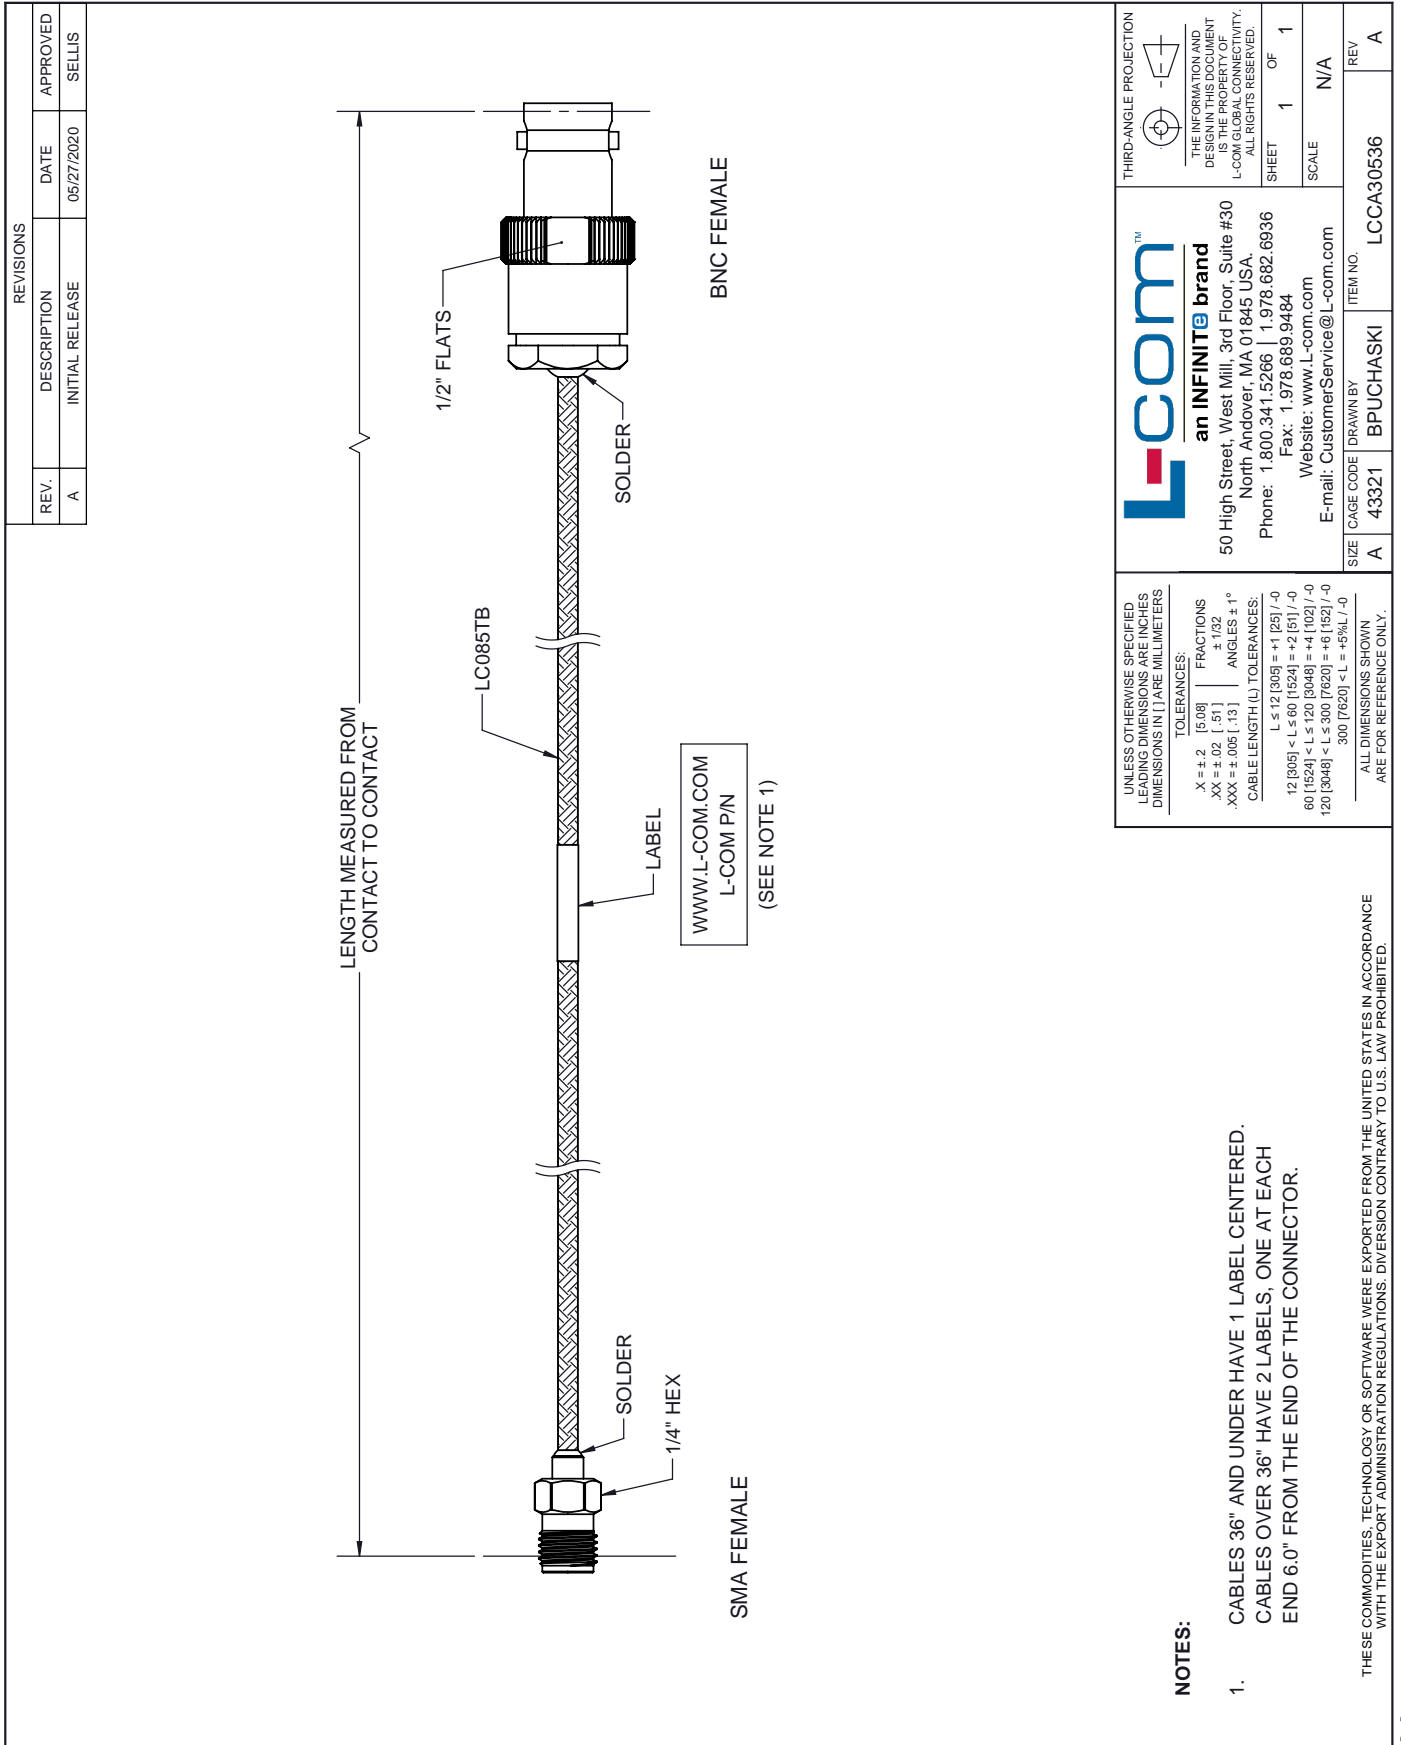 REVISIONS
REV. DESCRIPTION DATE APPROVED
A INITIAL RELEASE 05/27/2020 SELLIS
LENGTH MEASURED FROM
CONTACT TO CONTACT
1/2" FLATS
LC085TB
SOLDER
LABEL
SOLDER
1/4" HEX
WWW.L-COM.COM
L-COM P/N
(SEE NOTE 1)
SMA FEMALE
BNC FEMALE
NOTES:
1. CABLES 36" AND UNDER HAVE 1 LABEL CENTERED.
CABLES OVER 36" HAVE 2 LABELS, ONE AT EACH
END 6.0" FROM THE END OF THE CONNECTOR.
THESE COMMODITIES, TECHNOLOGY OR SOFTWARE WERE EXPORTED FROM THE UNITED STATES IN ACCORDANCE
WITH THE EXPORT ADMINISTRATION REGULATIONS. DIVERSION CONTRARY TO U.S. LAW PROHIBITED.
UNLESS OTHERWISE SPECIFIED
LEADING DIMENSIONS ARE INCHES
DIMENSIONS IN [ ] ARE MILLIMETERS
TOLERANCES:
.X = ± .2 [5.08] FRACTIONS
.XX = ± .02 [ .51 ] ± 1/32
.XXX = ± .005 [ .13 ] ANGLES ± 1°
CABLE LENGTH (L) TOLERANCES:
L ≤ 12 [305] = +1 [25] / -0
12 [305] < L ≤ 60 [1524] = +2 [51] / -0
60 [1524] < L ≤ 120 [3048] = +4 [102] / -0
120 [3048] < L ≤ 300 [7620] = +6 [152] / -0
300 [7620] < L = +5%L / -0
ALL DIMENSIONS SHOWN
ARE FOR REFERENCE ONLY.
L-com™
an INFINITe brand
50 High Street, West Mill, 3rd Floor, Suite #30
North Andover, MA 01845 USA.
Phone: 1.800.341.5266 | 1.978.682.6936
Fax: 1.978.689.9484
Website: www.L-com.com
E-mail: CustomerService@L-com.com
THIRD-ANGLE PROJECTION
THE INFORMATION AND
DESIGN IN THIS DOCUMENT
IS THE PROPERTY OF
L-COM GLOBAL CONNECTIVITY.
ALL RIGHTS RESERVED.
SHEET 1 OF 1
SCALE N/A
SIZE A
CAGE CODE 43321
DRAWN BY BPUCHASKI
ITEM NO. LCCA30536
REV A